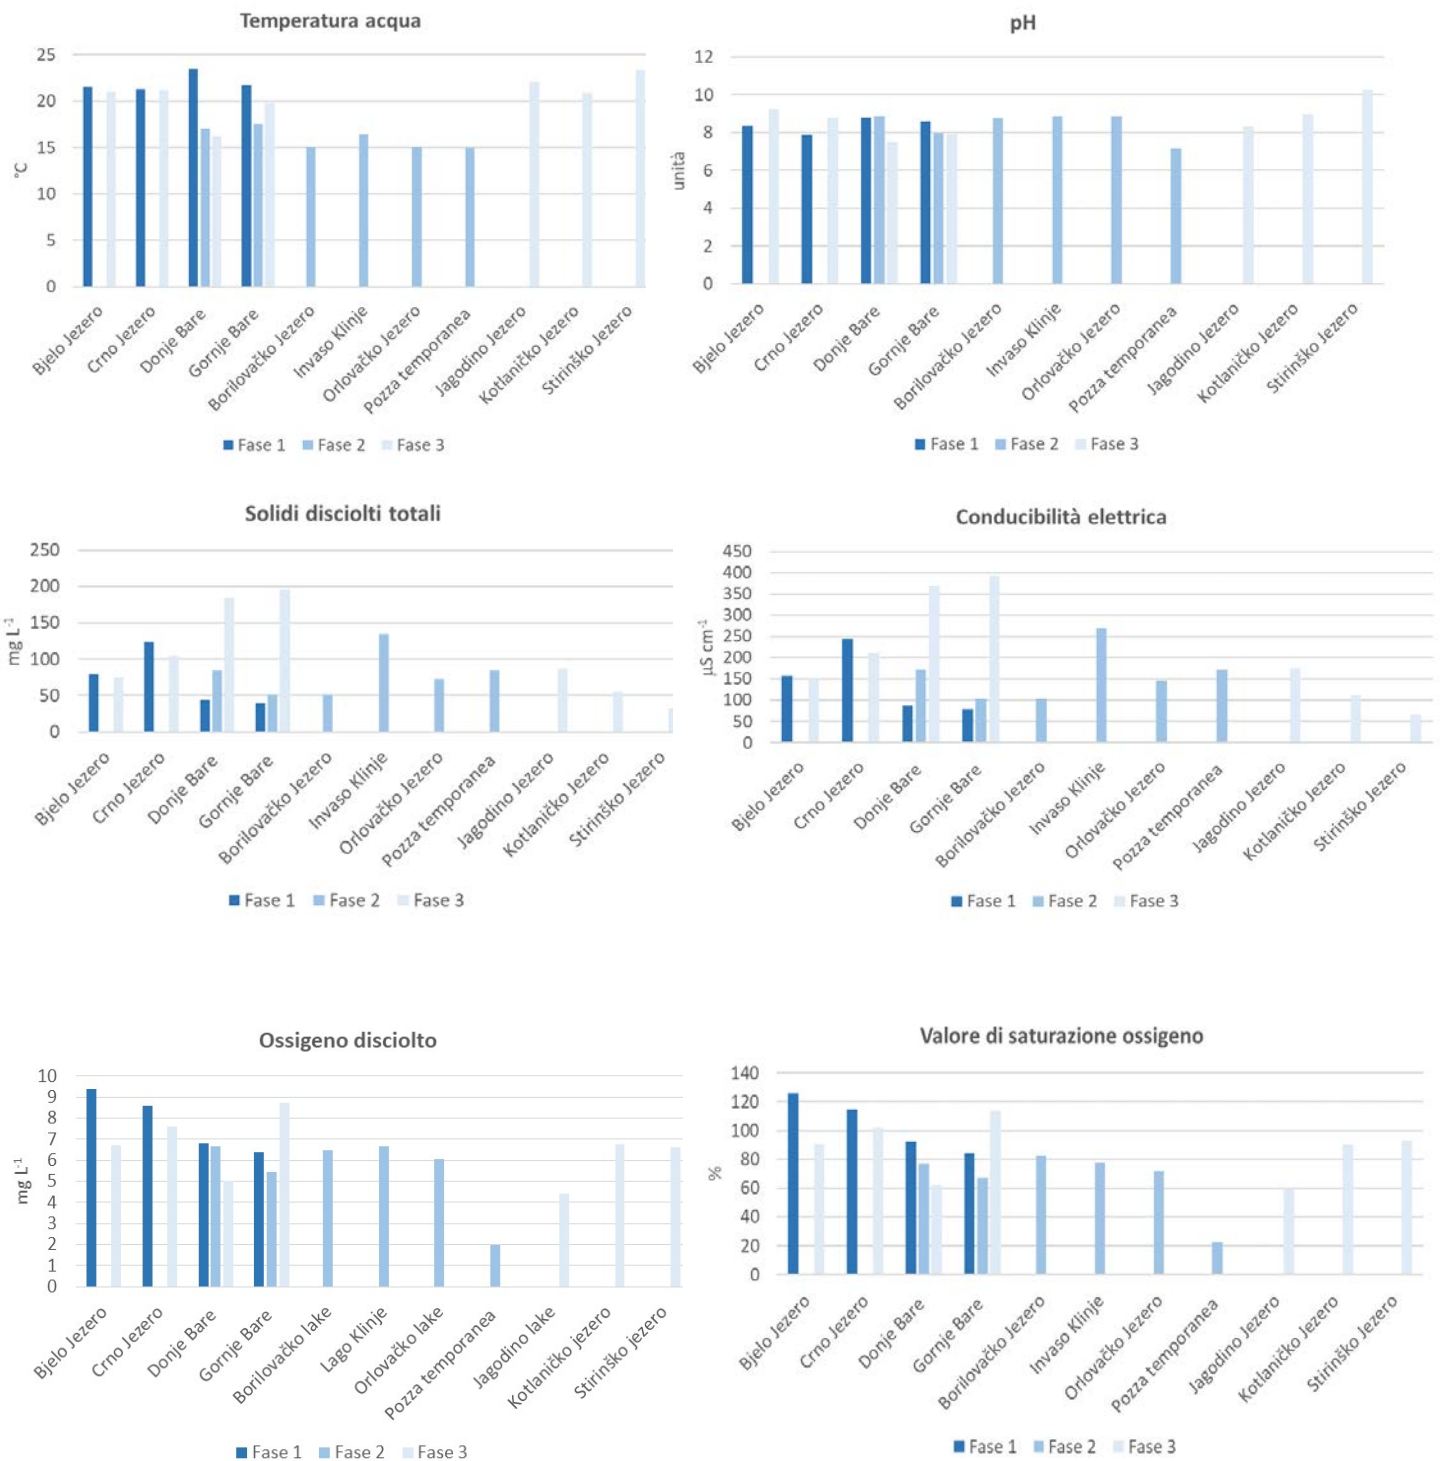 Temperatura acqua
25
20
15
10
5
0
°C
Bjelo Jezero
Crno Jezero
Donje Bare
Gornje Bare
Borilovačko Jezero
Invaso Klinje
Orlovačko Jezero
Pozza temporanea
Jagodino Jezero
Kotlaničko Jezero
Stirinško Jezero
Fase 1 Fase 2 Fase 3
pH
12
10
8
6
4
2
0
unità
Bjelo Jezero
Crno Jezero
Donje Bare
Gornje Bare
Borilovačko Jezero
Invaso Klinje
Orlovačko Jezero
Pozza temporanea
Jagodino Jezero
Kotlaničko Jezero
Stirinško Jezero
Fase 1 Fase 2 Fase 3
Solidi disciolti totali
250
200
150
100
50
0
mg L⁻¹
Bjelo Jezero
Crno Jezero
Donje Bare
Gornje Bare
Borilovačko Jezero
Invaso Klinje
Orlovačko Jezero
Pozza temporanea
Jagodino Jezero
Kotlaničko Jezero
Stirinško Jezero
Fase 1 Fase 2 Fase 3
Conducibilità elettrica
450
400
350
300
250
200
150
100
50
0
µS cm⁻¹
Bjelo Jezero
Crno Jezero
Donje Bare
Gornje Bare
Borilovačko Jezero
Invaso Klinje
Orlovačko Jezero
Pozza temporanea
Jagodino Jezero
Kotlaničko Jezero
Stirinško Jezero
Fase 1 Fase 2 Fase 3
Ossigeno disciolto
10
9
8
7
6
5
4
3
2
1
0
mg L⁻¹
Bjelo Jezero
Crno Jezero
Donje Bare
Gornje Bare
Borilovačko lake
Lago Klinje
Orlovačko lake
Pozza temporanea
Jagodino lake
Kotlaničko jezero
Stirinško jezero
Fase 1 Fase 2 Fase 3
Valore di saturazione ossigeno
140
120
100
80
60
40
20
0
%
Bjelo Jezero
Crno Jezero
Donje Bare
Gornje Bare
Borilovačko Jezero
Invaso Klinje
Orlovačko Jezero
Pozza temporanea
Jagodino Jezero
Kotlaničko Jezero
Stirinško Jezero
Fase 1 Fase 2 Fase 3